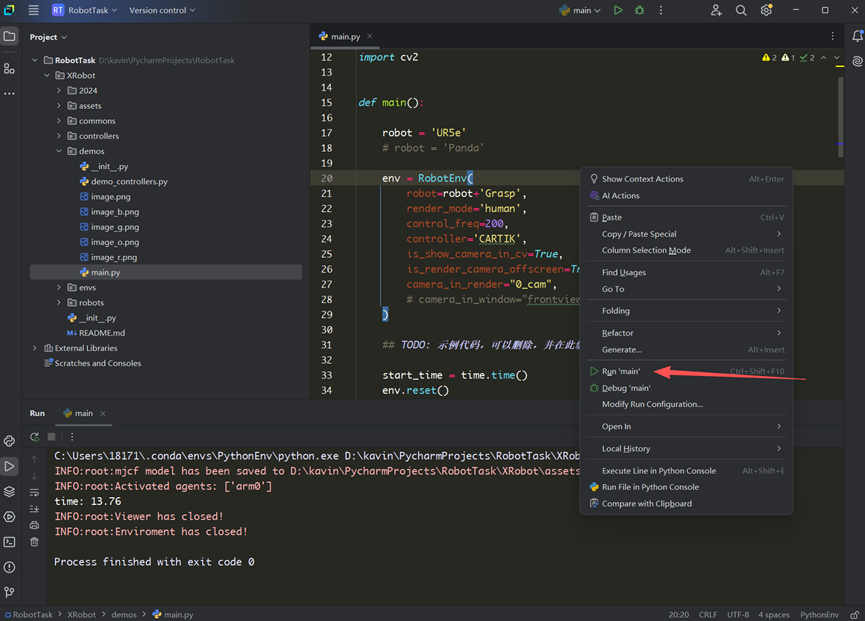 RT RobotTask Version control main
Project
RobotTask D:\kavin\PycharmProjects\RobotTask
XRobot
2024
assets
commons
controllers
demos
__init__.py
demo_controllers.py
image.png
image_b.png
image_g.png
image_o.png
image_r.png
main.py
envs
robots
__init__.py
README.md
External Libraries
Scratches and Consoles
main.py
2 1 2
12 import cv2
13
14
15 def main():
16
17 robot = 'UR5e'
18 # robot = 'Panda'
19
20 env = RobotEnv(
21 robot=robot+'Grasp',
22 render_mode='human',
23 control_freq=200,
24 controller='CARTIK',
25 is_show_camera_in_cv=True,
26 is_render_camera_offscreen=Tr
27 camera_in_render="0_cam",
28 # camera_in_window="frontview
29 )
30
31 ## TODO: 示例代码，可以删除，并在此
32
33 start_time = time.time()
34 env.reset()
Show Context Actions Alt+Enter
AI Actions
Paste Ctrl+V
Copy / Paste Special
Column Selection Mode Alt+Shift+Insert
Find Usages Alt+F7
Go To
Folding
Refactor
Generate... Alt+Insert
Run 'main' Ctrl+Shift+F10
Debug 'main'
Modify Run Configuration...
Open In
Local History
Execute Line in Python Console Alt+Shift+E
Run File in Python Console
Compare with Clipboard
Run main
C:\Users\18171\.conda\envs\PythonEnv\python.exe D:\kavin\PycharmProjects\RobotTask\XRob
INFO:root:mjcf model has been saved to D:\kavin\PycharmProjects\RobotTask\XRobot\assets
INFO:root:Activated agents: ['arm0']
time: 13.76
INFO:root:Viewer has closed!
INFO:root:Enviroment has closed!
Process finished with exit code 0
RobotTask > XRobot > demos > main.py 20:20 CRLF UTF-8 4 spaces PythonEnv